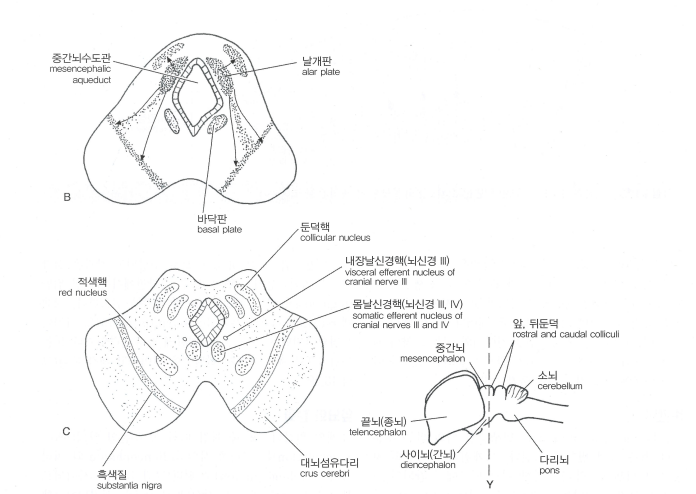 중간뇌수도관
mesencephalic
aqueduct
날개판
alar plate
B
바닥판
basal plate
둔덕핵
collicular nucleus
내장날신경핵(뇌신경 III)
visceral efferent nucleus of
cranial nerve III
적색핵
red nucleus
몸날신경핵(뇌신경 III, IV)
somatic efferent nucleus of
cranial nerves III and IV
앞, 뒤둔덕
rostral and caudal colliculi
중간뇌
mesencephalon
소뇌
cerebellum
C
끝뇌(종뇌)
telencephalon
사이뇌(간뇌)
diencephalon
다리뇌
pons
대뇌섬유다리
crus cerebri
흑색질
substantia nigra
Y